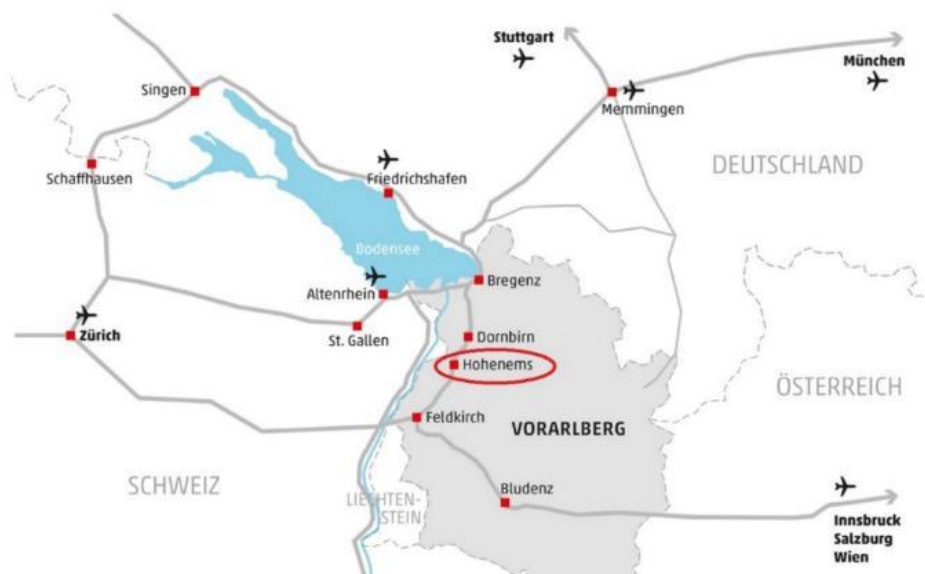 Stuttgart
München
Singen
Memmingen
DEUTSCHLAND
Schaffhausen
Friedrichshafen
Bodensee
Bregenz
Altenrhein
Zürich
St. Gallen
Dornbirn
Hohenems
ÖSTERREICH
Feldkirch
VORARLBERG
SCHWEIZ
Bludenz
LIECHTEN-
STEIN
Innsbruck
Salzburg
Wien